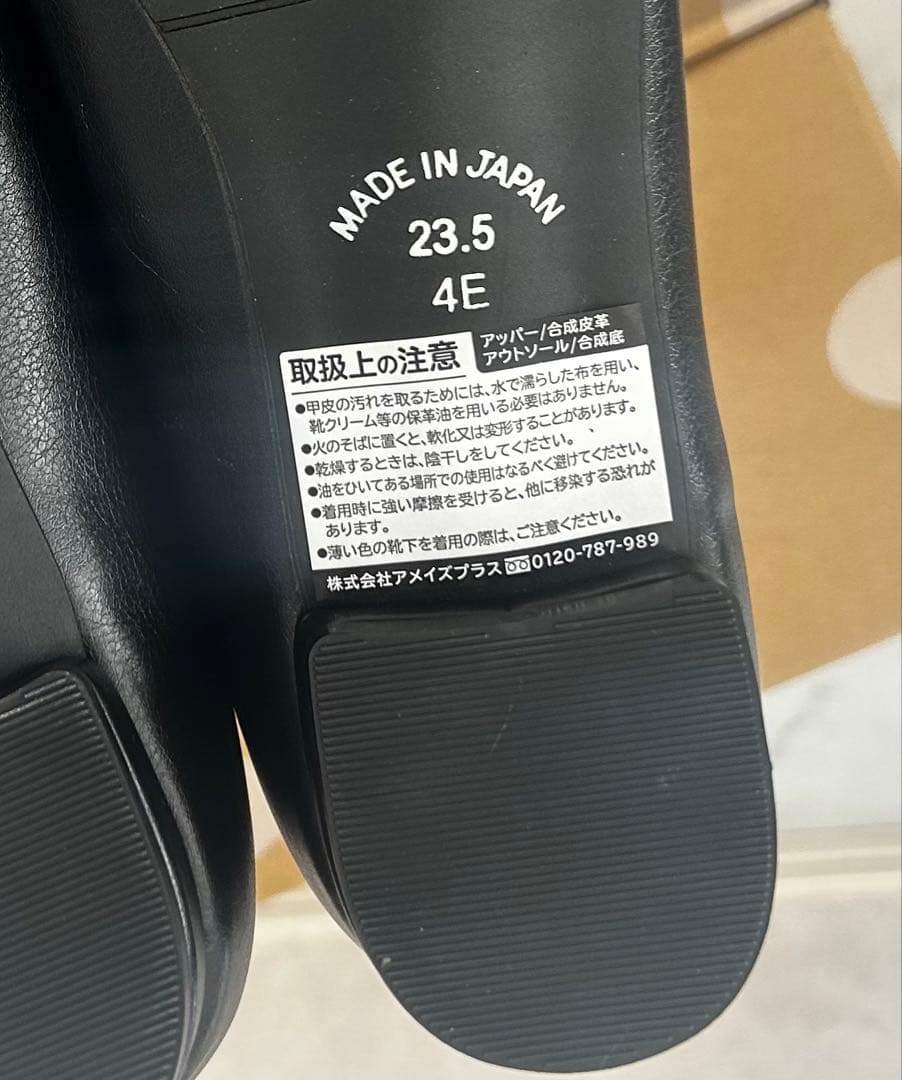 MADE IN JAPAN
23.5
4E
アッパー/合成皮革
アウトソール/合成底
取扱上の注意
●甲皮の汚れを取るためには、水で濡らした布を用い、
靴クリーム等の保革油を用いる必要はありません。
●火のそばに置くと、軟化又は変形することがあります。
●乾燥するときは、陰干しをしてください。
●油をひいてある場所での使用はなるべく避けてください。
●着用時に強い摩擦を受けると、他に移染する恐れが
あります。
●薄い色の靴下を着用の際は、ご注意ください。
株式会社アメイズプラス 0120-787-989